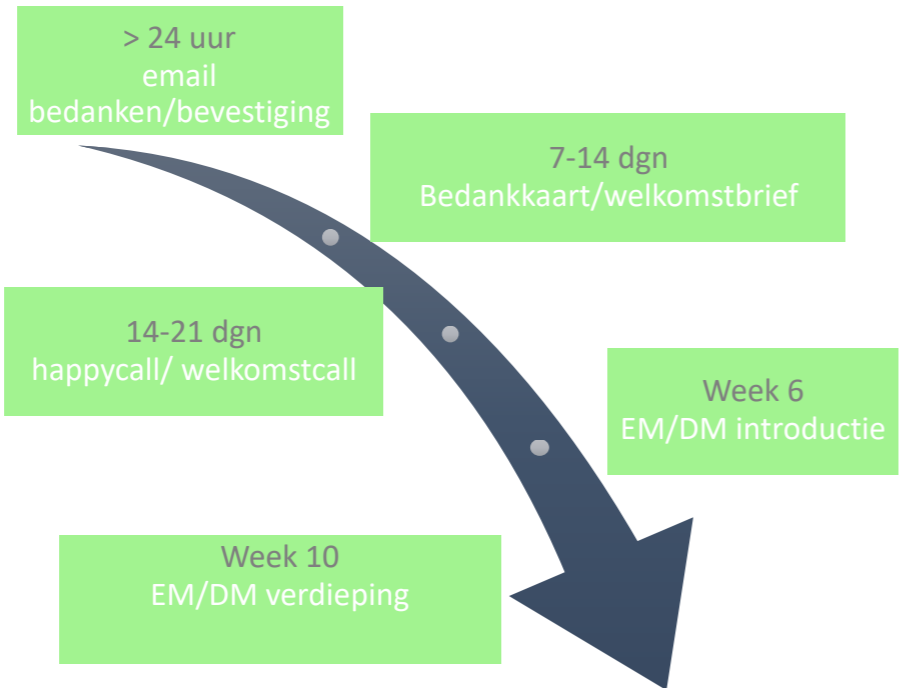 > 24 uur
email
bedanken/bevestiging
7-14 dgn
Bedankkaart/welkomstbrief
14-21 dgn
happycall/ welkomstcall
Week 6
EM/DM introductie
Week 10
EM/DM verdieping